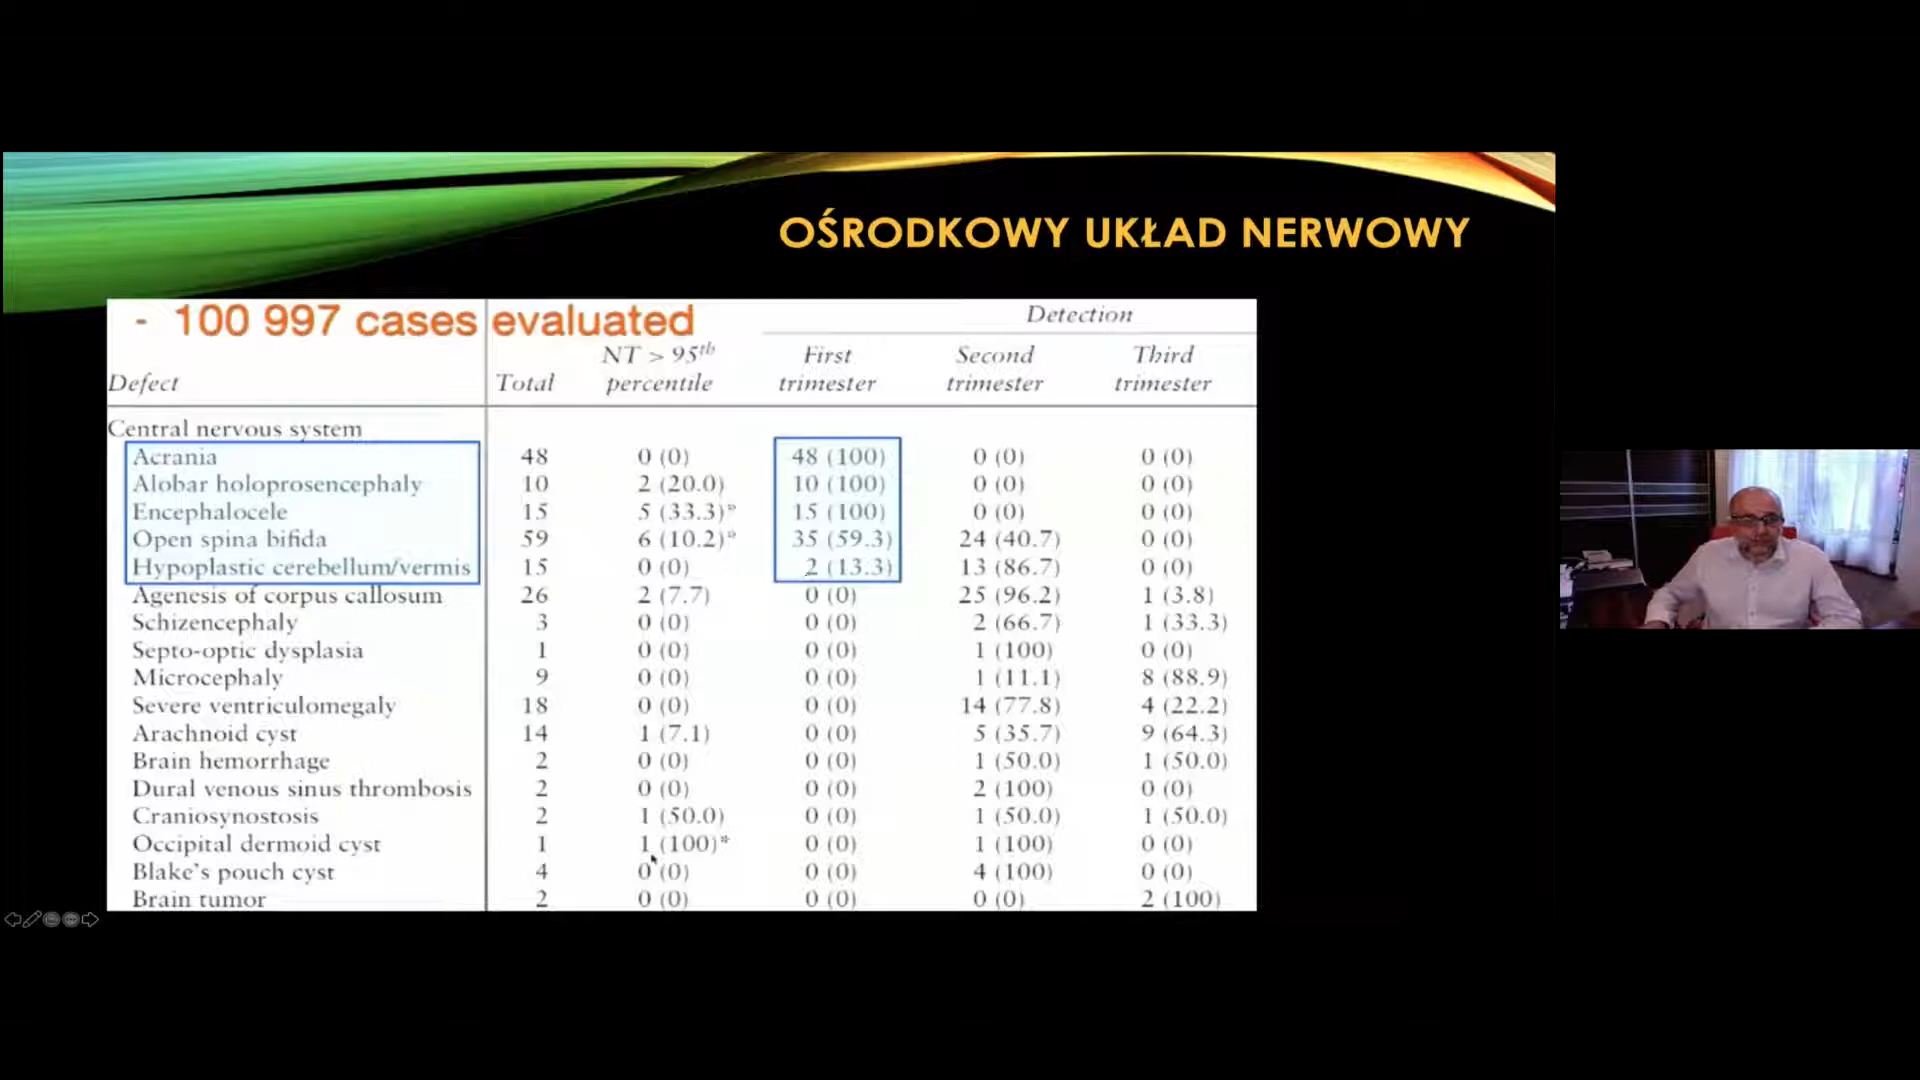 OŚRODKOWY UKŁAD NERWOWY
- 100 997 cases evaluated
Detection
Defect Total NT > 95th percentile First trimester Second trimester Third trimester
Central nervous system
Acrania 48 0 (0) 48 (100) 0 (0) 0 (0)
Alobar holoprosencephaly 10 2 (20.0) 10 (100) 0 (0) 0 (0)
Encephalocele 15 5 (33.3)* 15 (100) 0 (0) 0 (0)
Open spina bifida 59 6 (10.2)* 35 (59.3) 24 (40.7) 0 (0)
Hypoplastic cerebellum/vermis 15 0 (0) 2 (13.3) 13 (86.7) 0 (0)
Agenesis of corpus callosum 26 2 (7.7) 0 (0) 25 (96.2) 1 (3.8)
Schizencephaly 3 0 (0) 0 (0) 2 (66.7) 1 (33.3)
Septo-optic dysplasia 1 0 (0) 0 (0) 1 (100) 0 (0)
Microcephaly 9 0 (0) 0 (0) 1 (11.1) 8 (88.9)
Severe ventriculomegaly 18 0 (0) 0 (0) 14 (77.8) 4 (22.2)
Arachnoid cyst 14 1 (7.1) 0 (0) 5 (35.7) 9 (64.3)
Brain hemorrhage 2 0 (0) 0 (0) 1 (50.0) 1 (50.0)
Dural venous sinus thrombosis 2 0 (0) 0 (0) 2 (100) 0 (0)
Craniosynostosis 2 1 (50.0) 0 (0) 1 (50.0) 1 (50.0)
Occipital dermoid cyst 1 1 (100)* 0 (0) 1 (100) 0 (0)
Blake's pouch cyst 4 0 (0) 0 (0) 4 (100) 0 (0)
Brain tumor 2 0 (0) 0 (0) 0 (0) 2 (100)